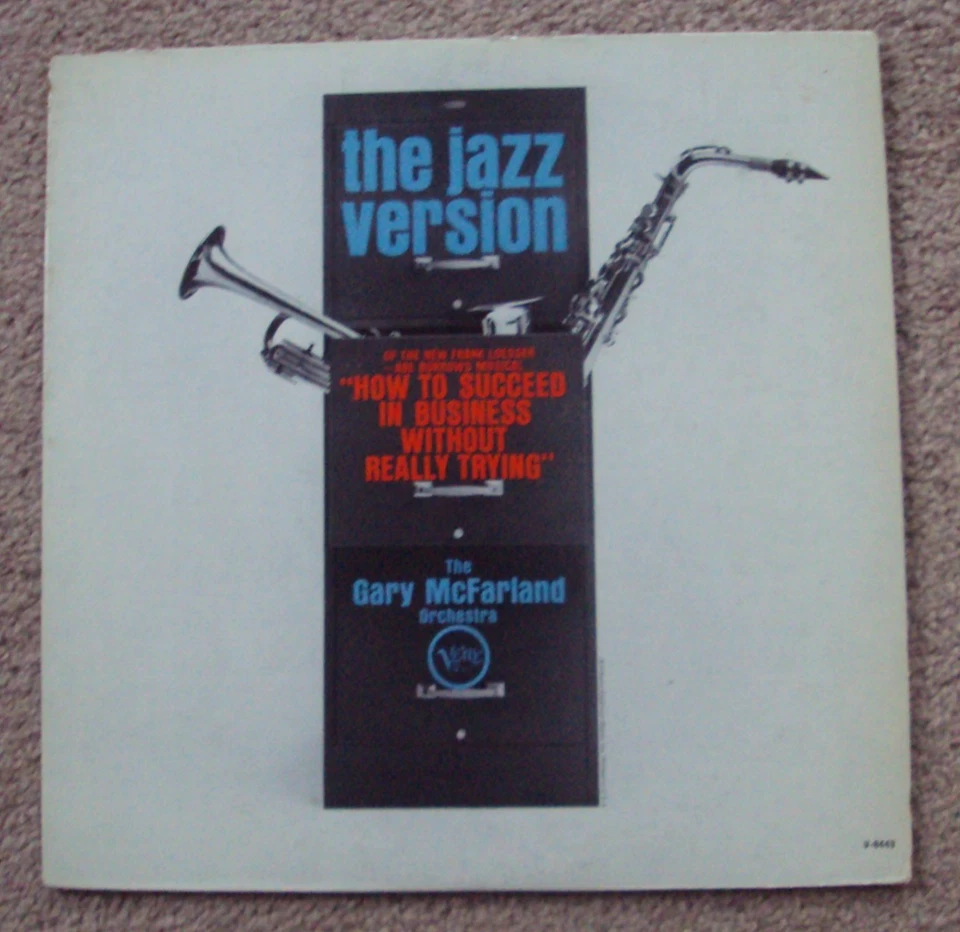 the jazz
version
OF THE NEW FRANK LOESSER
ABE BURROWS MUSICAL
"HOW TO SUCCEED
IN BUSINESS
WITHOUT
REALLY TRYING"
The
Gary McFarland
Orchestra
VERVE
V-8443